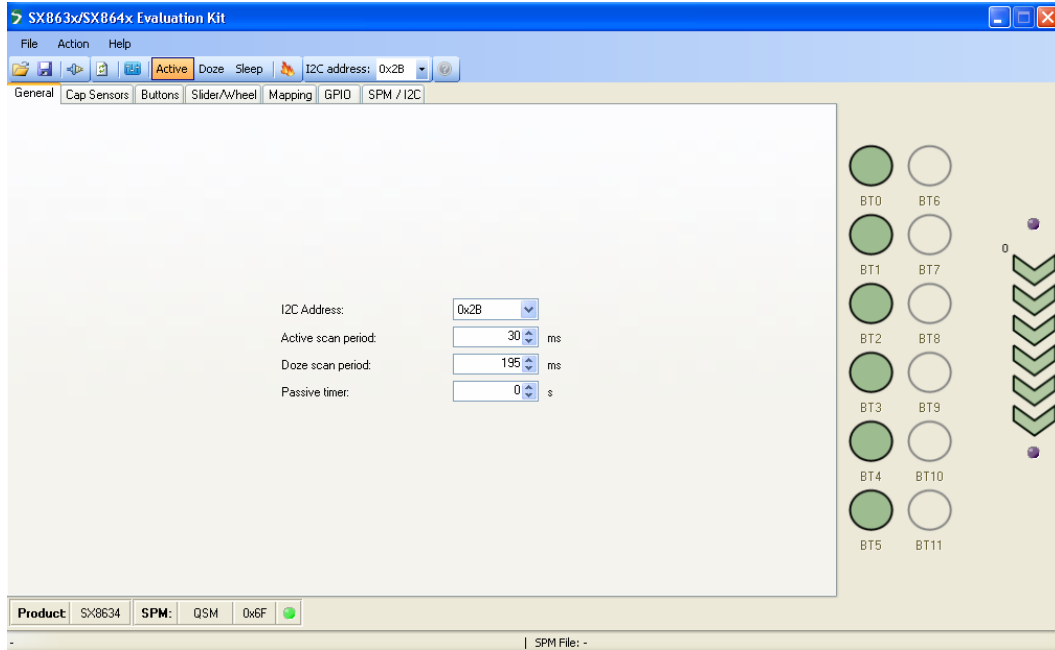 SX863x/SX864x Evaluation Kit
File Action Help
Active Doze Sleep I2C address: 0x2B
General Cap Sensors Buttons Slider/Wheel Mapping GPIO SPM / I2C
BT0 BT6
0
BT1 BT7
I2C Address: 0x2B
Active scan period: 30 ms
BT2 BT8
Doze scan period: 195 ms
Passive timer: 0 s
BT3 BT9
BT4 BT10
BT5 BT11
Product SX8634 SPM: QSM 0x6F
- | SPM File: -